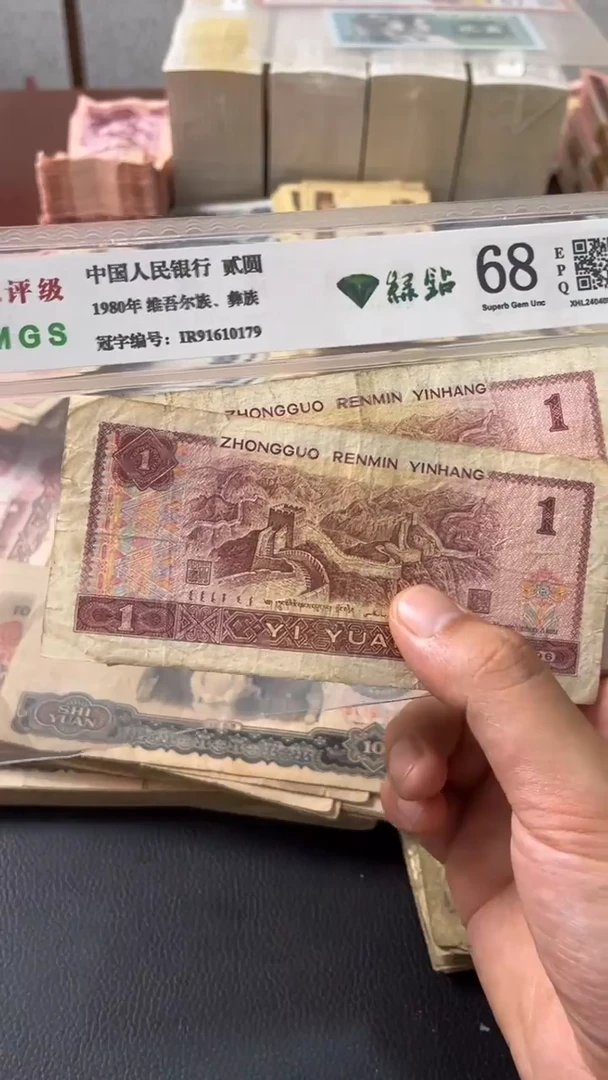 评级
MGS
中国人民银行 贰圆
1980年 维吾尔族、彝族
冠字编号：IR91610179
绿钻
68
Superb Gem Unc
EPQ
ZHONGGUO RENMIN YINHANG
1
1
ZHONGGUO RENMIN YINHANG
1
1
YI YUA
SHI
YUAN
10